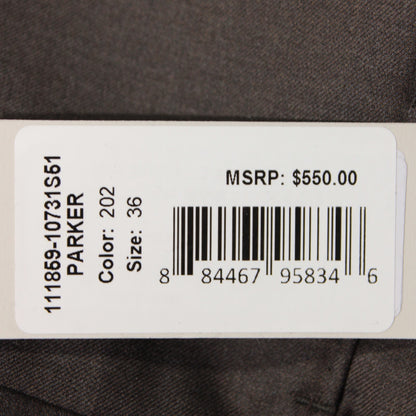 111859-10731S51
PARKER
Color: 202
Size: 36
MSRP: $550.00
8 84467 95834 6